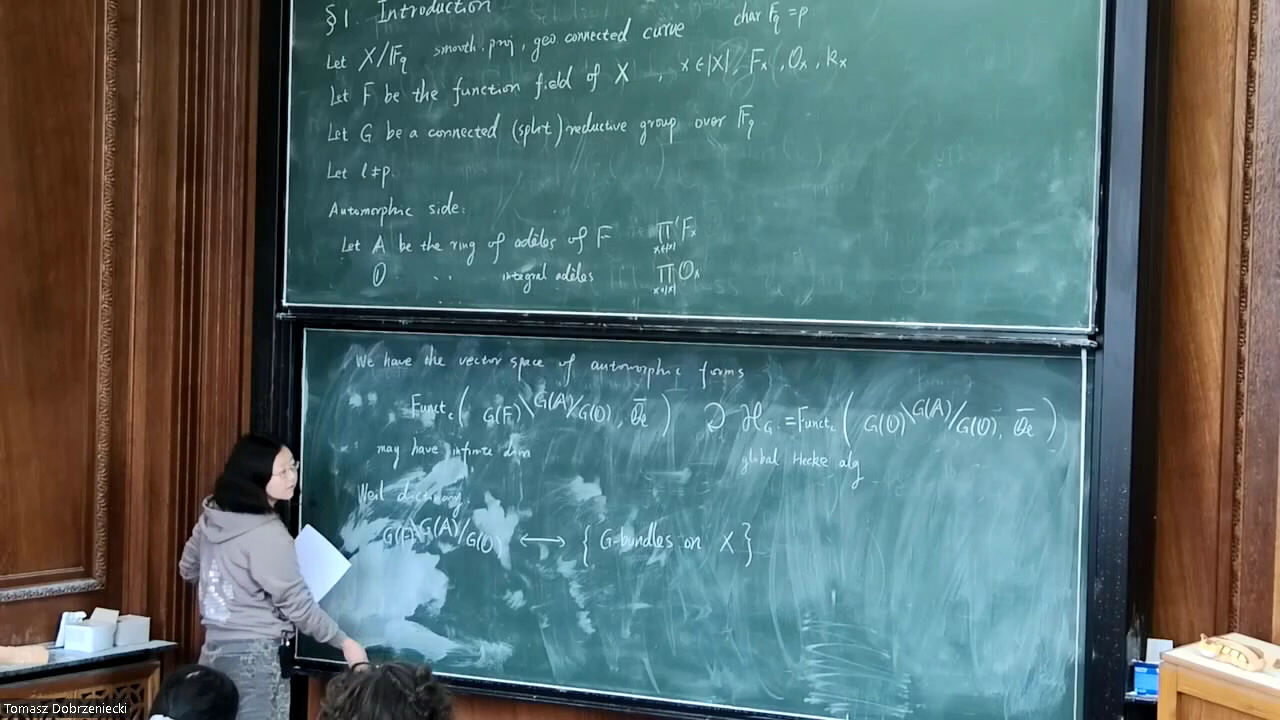 §1. Introduction
Let X/𝔽_q smooth, proj, geo. connected curve char 𝔽_q = p
Let F be the function field of X, x∈|X|, F_x, O_x, k_x
Let G be a connected (split) reductive group over 𝔽_q
Let l≠p.
Automorphic side:
Let A be the ring of adèles of F ∏'_{x∈|X|} F_x
𝕆 .. integral adèles ∏_{x∈|X|} O_x
We have the vector space of automorphic forms
Funct_c( G(F)\G(A)/G(𝕆), Q̄_l ) ⊃ H_G = Funct_c( G(𝕆)\G(A)/G(𝕆), Q̄_l )
may have infinite dim
global Hecke alg.
Weil dictionary
G(F)\G(A)/G(𝕆) ⟷ { G-bundles on X }
Tomasz Dobrzeniecki